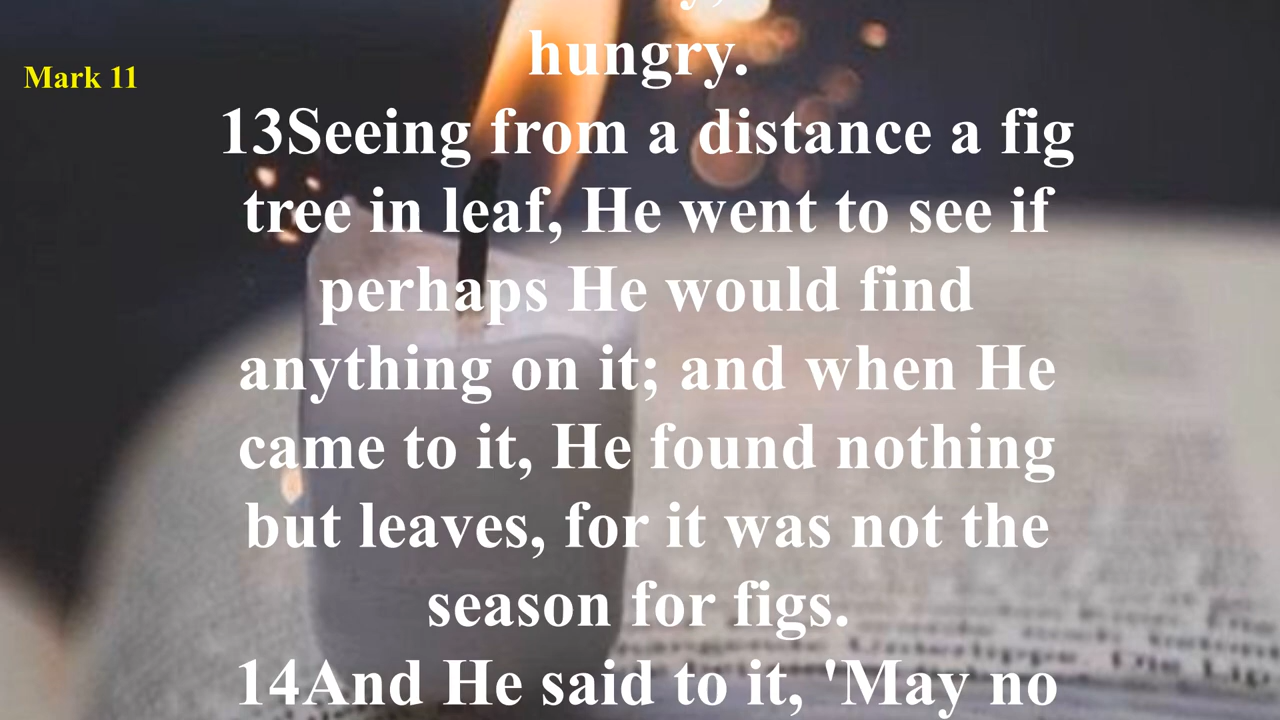 Mark 11
hungry.
13Seeing from a distance a fig
tree in leaf, He went to see if
perhaps He would find
anything on it; and when He
came to it, He found nothing
but leaves, for it was not the
season for figs.
14And He said to it, 'May no